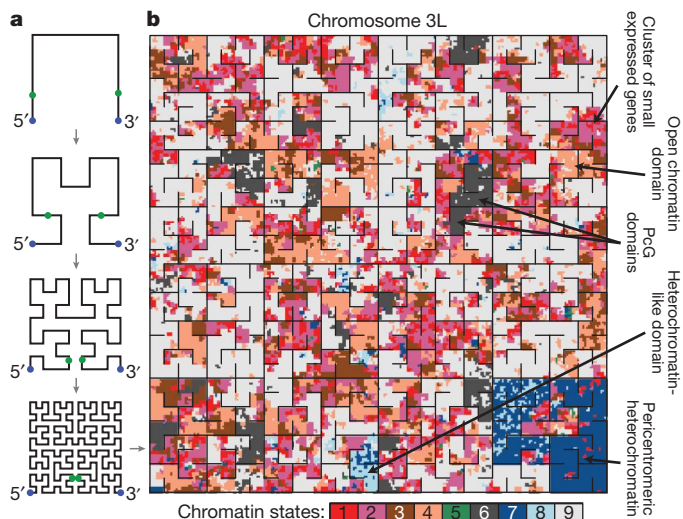 a
b
Chromosome 3L
5′
3′
5′
3′
5′
3′
5′
3′
Cluster of small
expressed genes
Open chromatin
domain
PcG
domains
Heterochromatin-
like domain
Pericentromeric
heterochromatin
Chromatin states: 1 2 3 4 5 6 7 8 9